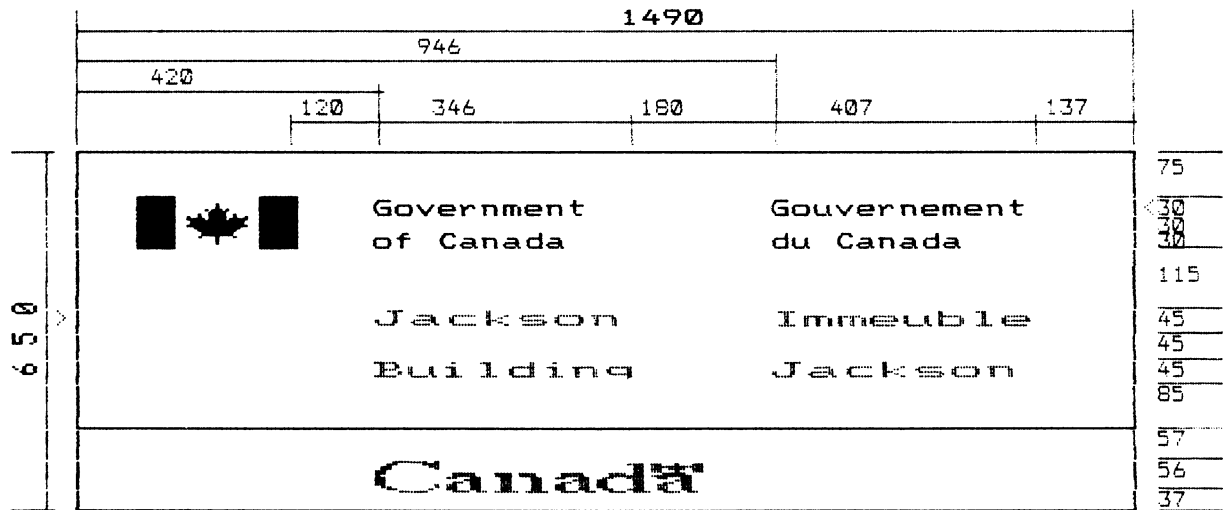 1490
946
420
120 346 180 407 137
75
Government Gouvernement
30
30
of Canada du Canada
30
115
650
Jackson Immeuble
45
45
Building Jackson
45
85
57
Canada
56
37